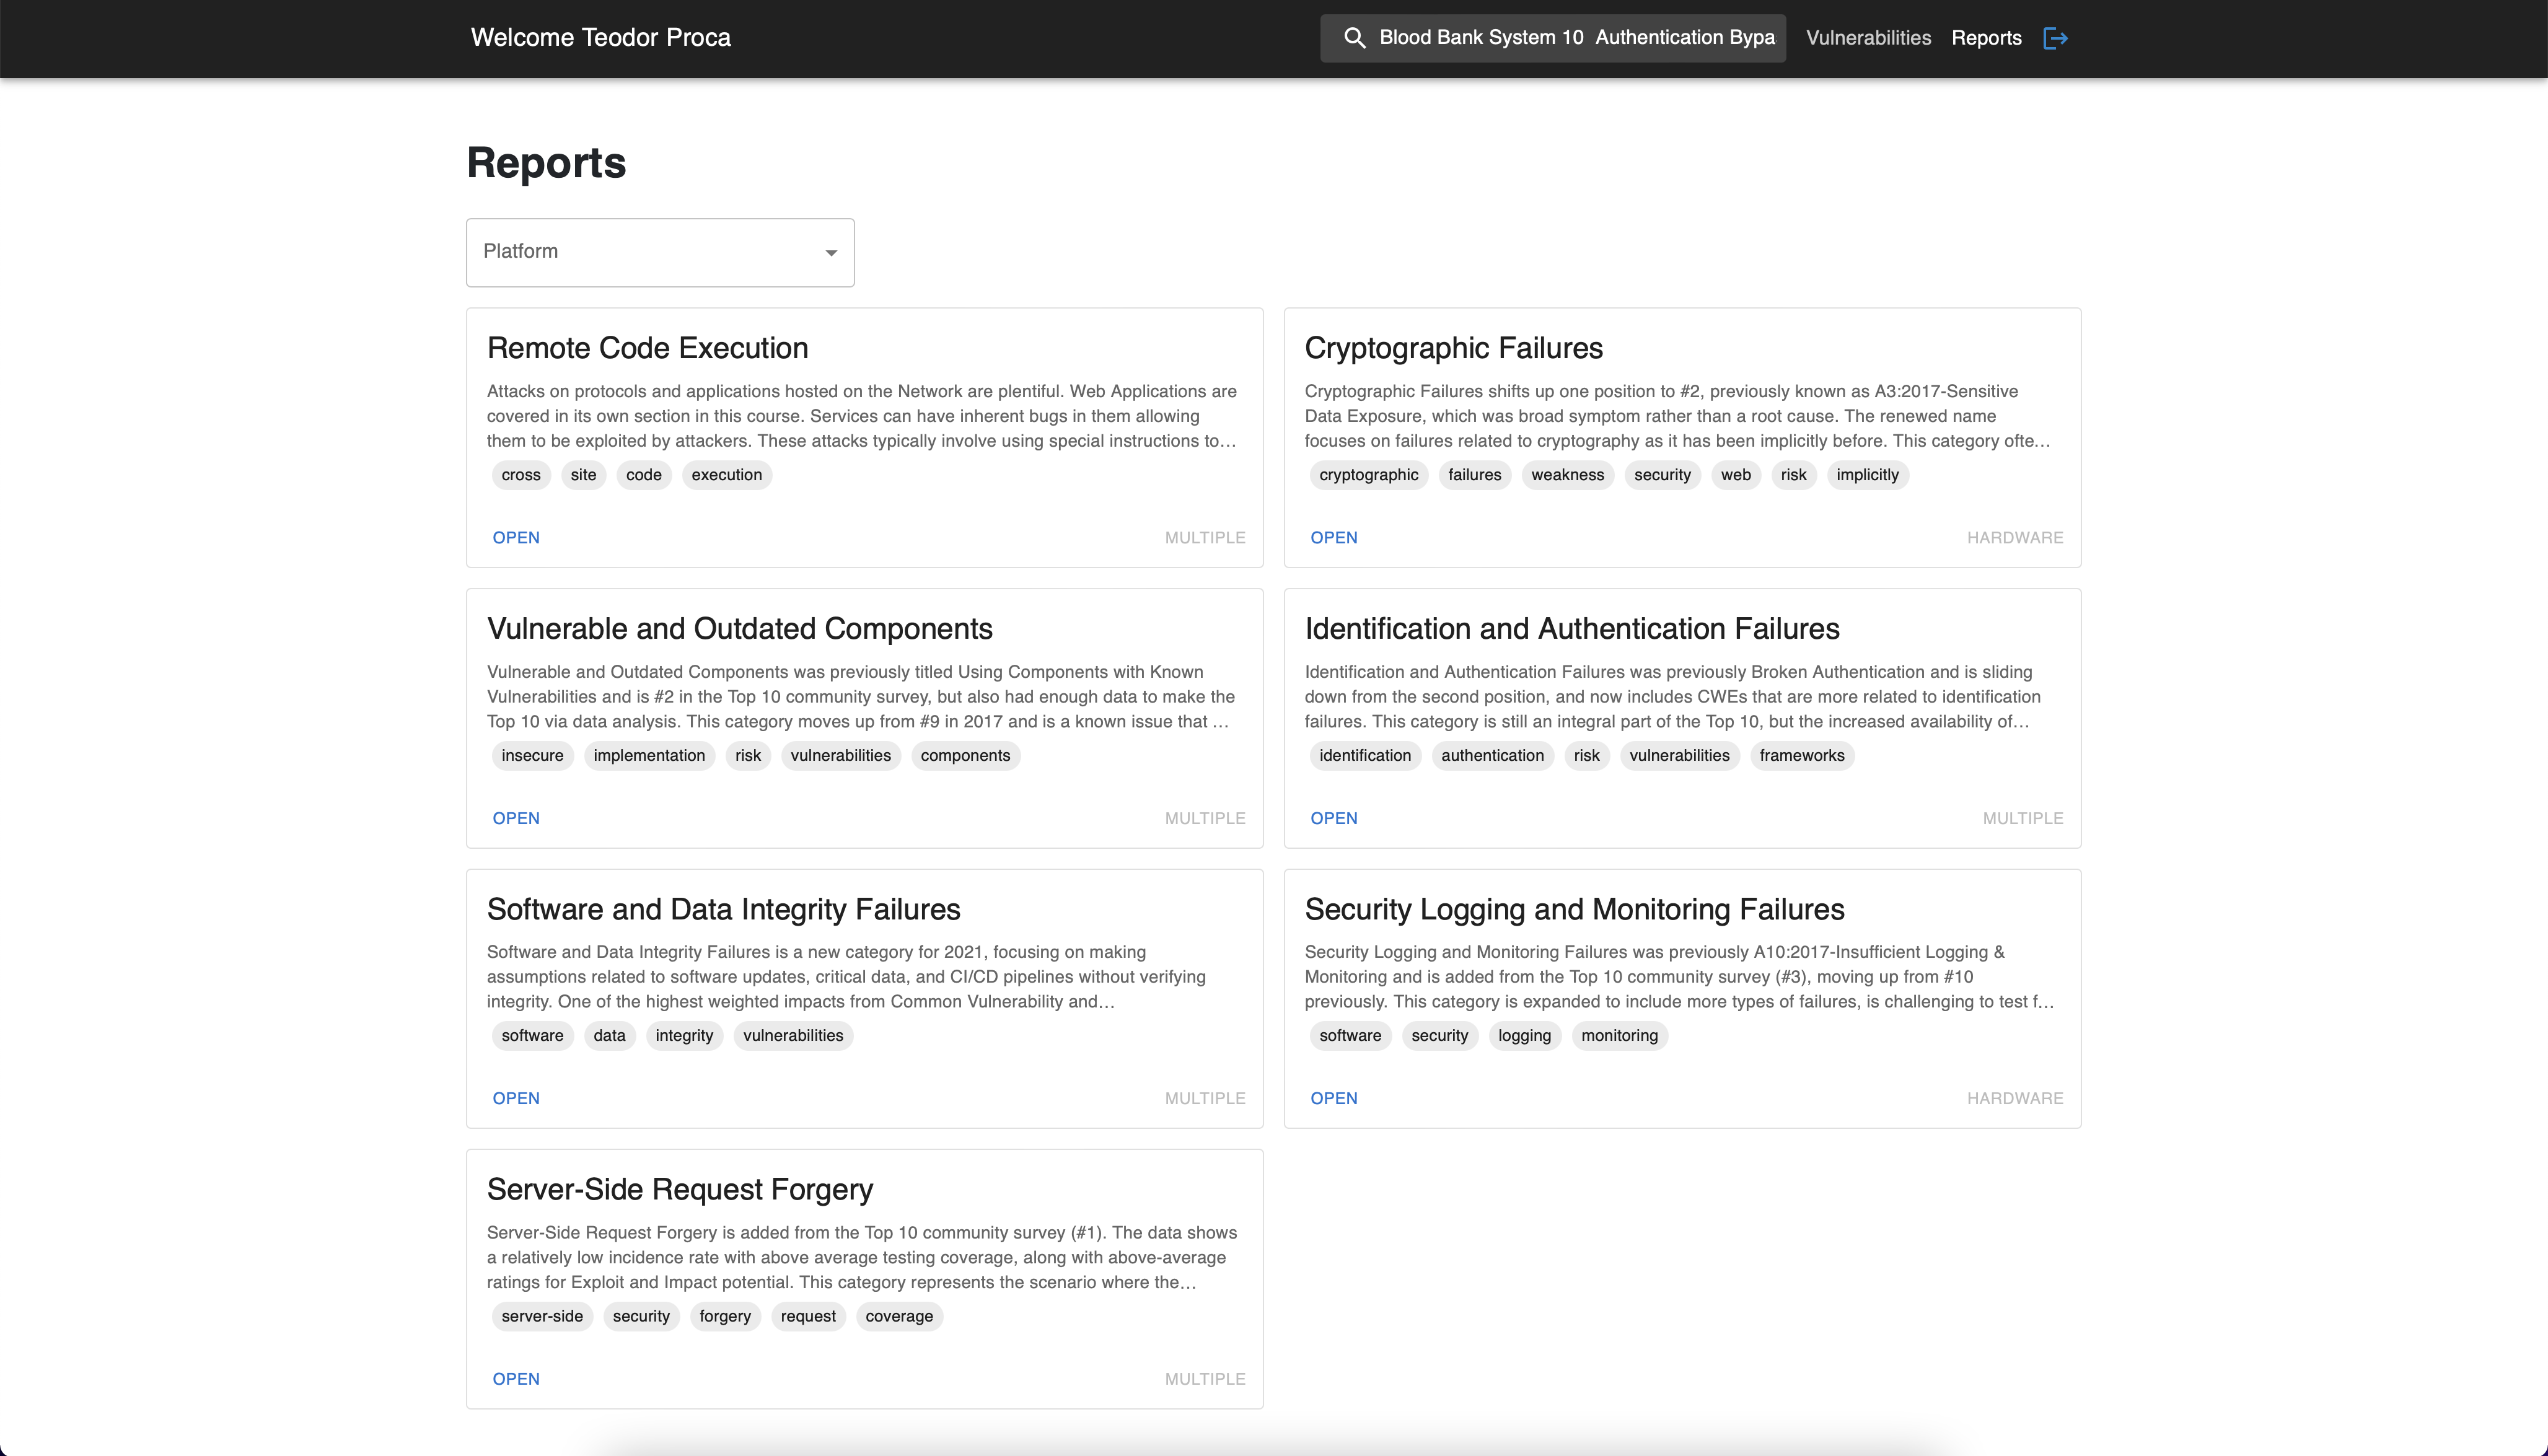 Welcome Teodor Proca
Blood Bank System 10  Authentication Bypa
Vulnerabilities
Reports
Reports
Platform
Remote Code Execution
Attacks on protocols and applications hosted on the Network are plentiful. Web Applications are
covered in its own section in this course. Services can have inherent bugs in them allowing
them to be exploited by attackers. These attacks typically involve using special instructions to…
cross site code execution
OPEN MULTIPLE
Cryptographic Failures
Cryptographic Failures shifts up one position to #2, previously known as A3:2017-Sensitive
Data Exposure, which was broad symptom rather than a root cause. The renewed name
focuses on failures related to cryptography as it has been implicitly before. This category ofte…
cryptographic failures weakness security web risk implicitly
OPEN HARDWARE
Vulnerable and Outdated Components
Vulnerable and Outdated Components was previously titled Using Components with Known
Vulnerabilities and is #2 in the Top 10 community survey, but also had enough data to make the
Top 10 via data analysis. This category moves up from #9 in 2017 and is a known issue that …
insecure implementation risk vulnerabilities components
OPEN MULTIPLE
Identification and Authentication Failures
Identification and Authentication Failures was previously Broken Authentication and is sliding
down from the second position, and now includes CWEs that are more related to identification
failures. This category is still an integral part of the Top 10, but the increased availability of…
identification authentication risk vulnerabilities frameworks
OPEN MULTIPLE
Software and Data Integrity Failures
Software and Data Integrity Failures is a new category for 2021, focusing on making
assumptions related to software updates, critical data, and CI/CD pipelines without verifying
integrity. One of the highest weighted impacts from Common Vulnerability and…
software data integrity vulnerabilities
OPEN MULTIPLE
Security Logging and Monitoring Failures
Security Logging and Monitoring Failures was previously A10:2017-Insufficient Logging &
Monitoring and is added from the Top 10 community survey (#3), moving up from #10
previously. This category is expanded to include more types of failures, is challenging to test f…
software security logging monitoring
OPEN HARDWARE
Server-Side Request Forgery
Server-Side Request Forgery is added from the Top 10 community survey (#1). The data shows
a relatively low incidence rate with above average testing coverage, along with above-average
ratings for Exploit and Impact potential. This category represents the scenario where the…
server-side security forgery request coverage
OPEN MULTIPLE